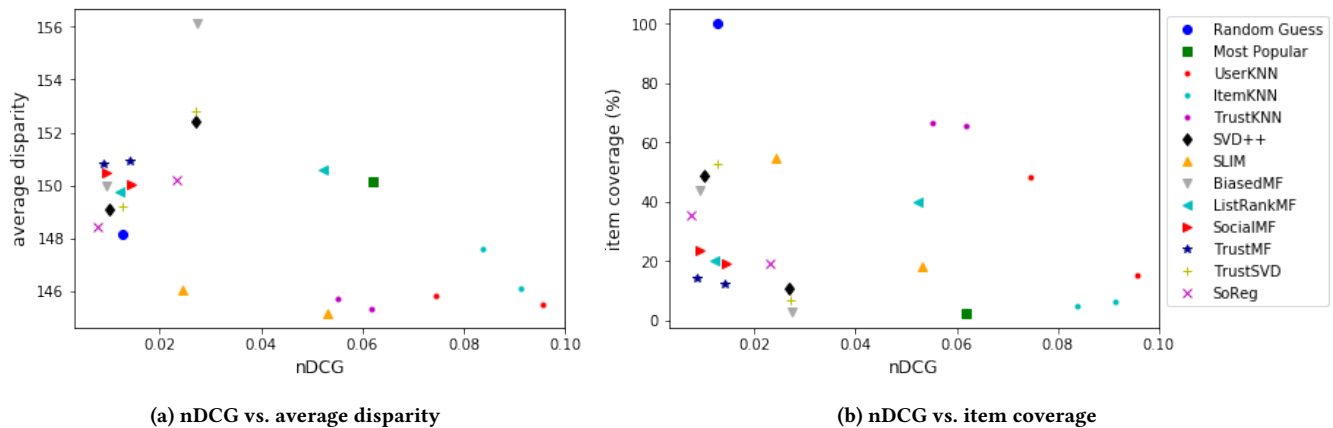 156
154
152
150
148
146
average disparity
0.02
0.04
0.06
0.08
0.10
nDCG
(a) nDCG vs. average disparity
100
80
60
40
20
0
item coverage (%)
0.02
0.04
0.06
0.08
0.10
nDCG
(b) nDCG vs. item coverage
Random Guess
Most Popular
UserKNN
ItemKNN
TrustKNN
SVD++
SLIM
BiasedMF
ListRankMF
SocialMF
TrustMF
TrustSVD
SoReg